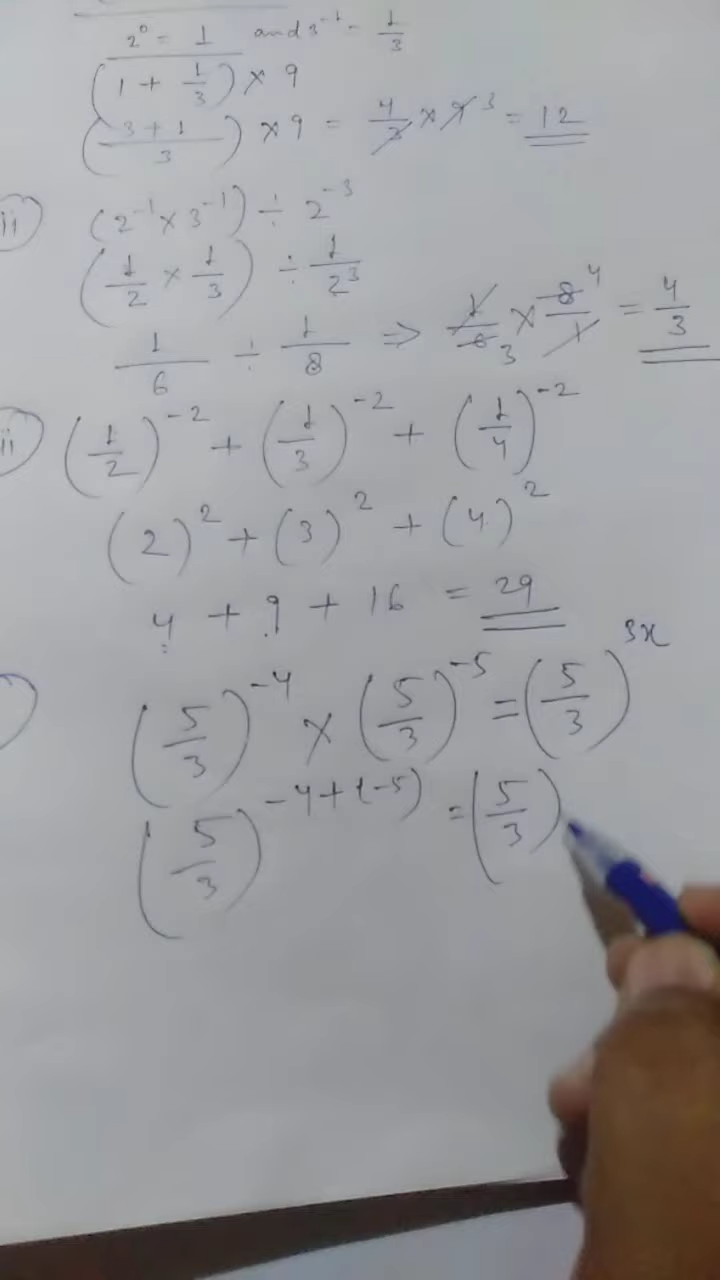 2⁰ = 1 and 3⁻¹ = 1/3
(1 + 1/3) × 9
((3 + 1)/3) × 9 = 4/3 × 9 3 = 12
ii) (2⁻¹ × 3⁻¹) ÷ 2⁻³
(1/2 × 1/3) ÷ 1/2³
1/6 ÷ 1/8 ⇒ 1/6 3 × 8 4/1 = 4/3
ii) (1/2)⁻² + (1/3)⁻² + (1/4)⁻²
(2)² + (3)² + (4)²
4 + 9 + 16 = 29
(5/3)⁻⁴ × (5/3)⁻⁵ = (5/3)³ˣ
(5/3)⁻⁴⁺⁽⁻⁵⁾ = (5/3)